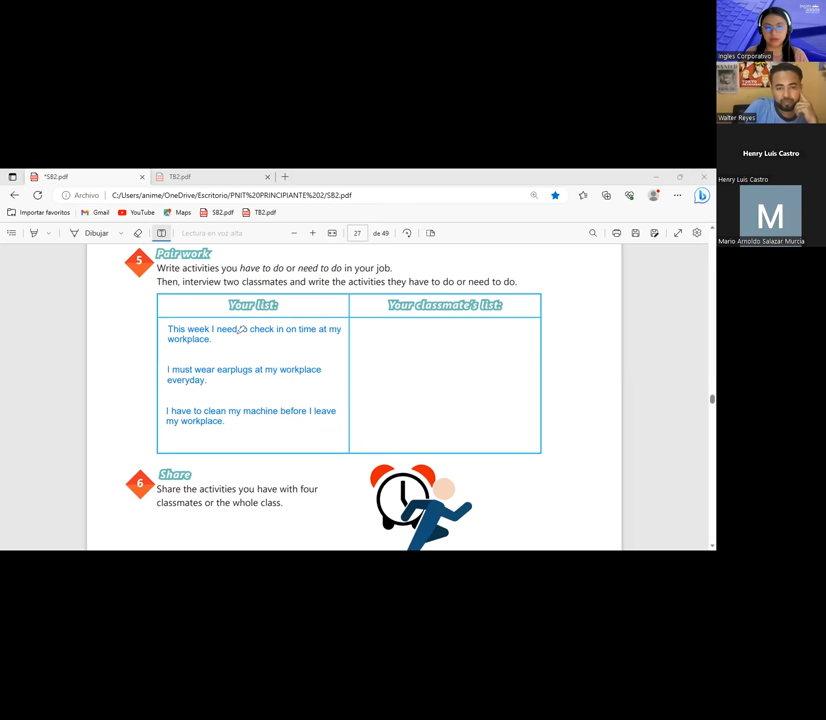 Ingles Corporativo
Walter Reyes
Henry Luis Castro
Henry Luis Castro
M
Mario Arnoldo Salazar Murcia
*SB2.pdf
TB2.pdf
Archivo C:/Users/anime/OneDrive/Escritorio/PNIT%20PRINCIPIANTE%202/SB2.pdf
Importar favoritos Gmail YouTube Maps SB2.pdf TB2.pdf
Dibujar Lectura en voz alta 27 de 49
5 Pair work
Write activities you have to do or need to do in your job.
Then, interview two classmates and write the activities they have to do or need to do.
Your list: Your classmate's list:
This week I need check in on time at my
workplace.
I must wear earplugs at my workplace
everyday.
I have to clean my machine before I leave
my workplace.
6 Share
Share the activities you have with four
classmates or the whole class.